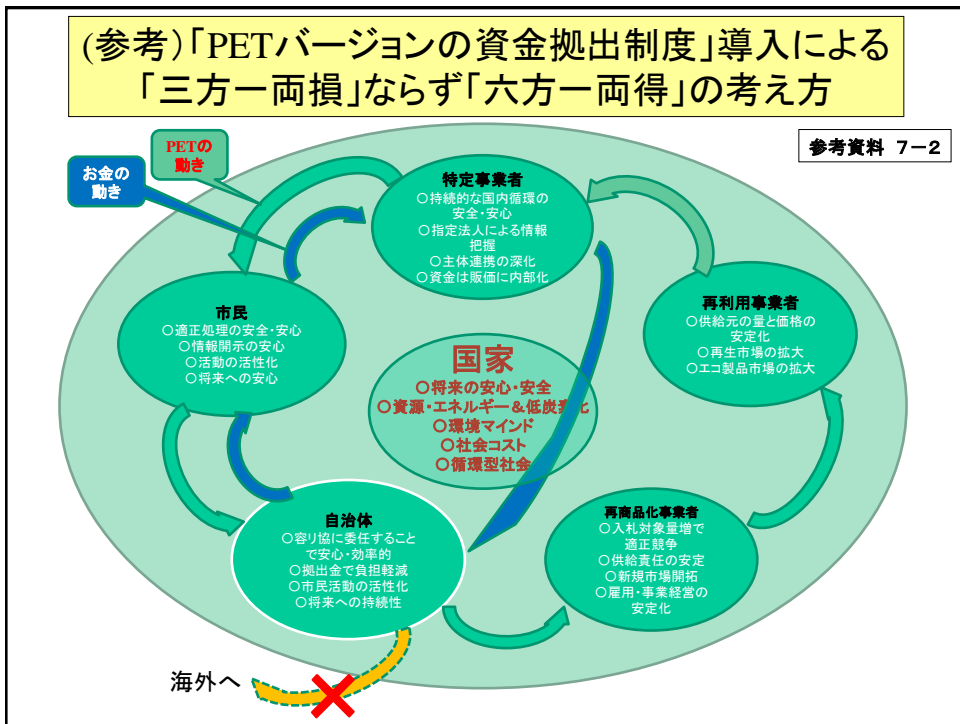 (参考)「PETバージョンの資金拠出制度」導入による
「三方一両損」ならず「六方一両得」の考え方
参考資料 7-2
PETの
動き
お金の
動き
特定事業者
○持続的な国内循環の
安全・安心
○指定法人による情報
把握
○主体連携の深化
○資金は販価に内部化
市民
○適正処理の安全・安心
○情報開示の安心
○活動の活性化
○将来への安心
再利用事業者
○供給元の量と価格の
安定化
○再生市場の拡大
○エコ製品市場の拡大
国家
○将来の安心・安全
○資源・エネルギー&低炭素化
○環境マインド
○社会コスト
○循環型社会
自治体
○容リ協に委任すること
で安心・効率的
○拠出金で負担軽減
○市民活動の活性化
○将来への持続性
再商品化事業者
○入札対象量増で
適正競争
○供給責任の安定
○新規市場開拓
○雇用・事業経営の
安定化
海外へ